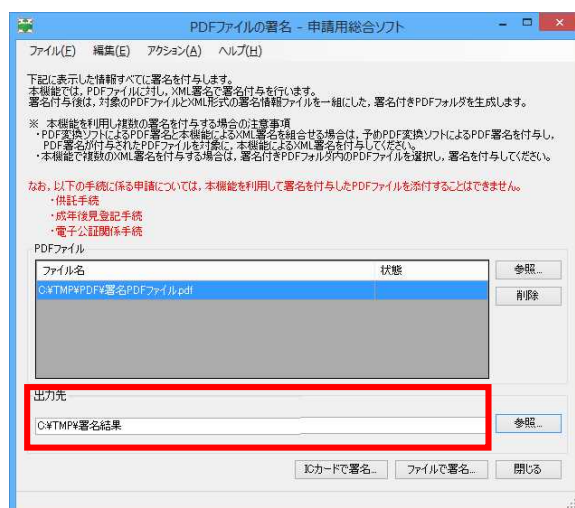 PDFファイルの署名 - 申請用総合ソフト
ファイル(F) 編集(E) アクション(A) ヘルプ(H)
下記に表示した情報すべてに署名を付与します。
本機能では，PDFファイルに対し，XML署名で署名付与を行います。
署名付与後は，対象のPDFファイルとXML形式の署名情報ファイルを一組にした，署名付きPDFフォルダを生成します。
※ 本機能を利用し複数の署名を付与する場合の注意事項
・PDF変換ソフトによるPDF署名と本機能によるXML署名を組合せる場合は，予めPDF変換ソフトによるPDF署名を付与し，
PDF署名が付与されたPDFファイルを対象に，本機能によるXML署名を付与してください。
・本機能で複数のXML署名を付与する場合は，署名付きPDFフォルダ内のPDFファイルを選択し，署名を付与してください。
なお，以下の手続に係る申請については，本機能を利用して署名を付与したPDFファイルを添付することはできません。
・供託手続
・成年後見登記手続
・電子公証関係手続
PDFファイル
ファイル名 状態 参照...
C:¥TMP¥PDF¥署名PDFファイル.pdf
削除
出力先
C:¥TMP¥署名結果 参照...
ICカードで署名... ファイルで署名... 閉じる